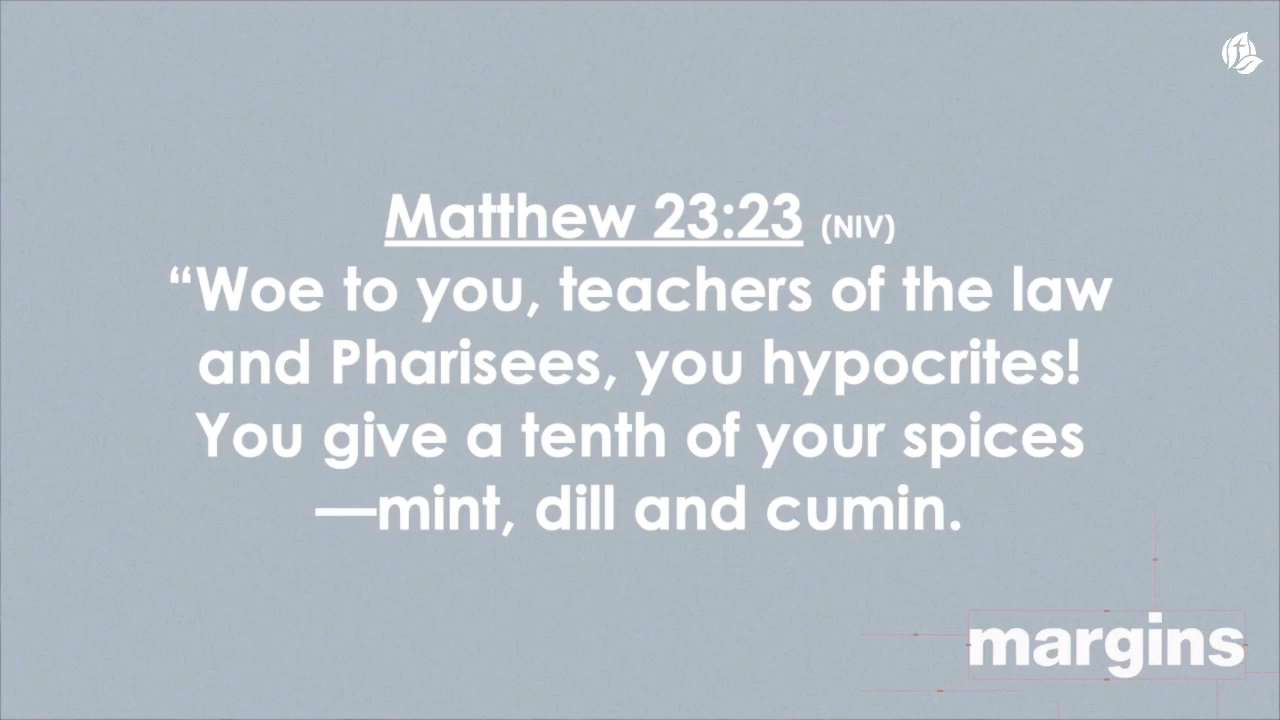 Matthew 23:23 (NIV)
“Woe to you, teachers of the law
and Pharisees, you hypocrites!
You give a tenth of your spices
—mint, dill and cumin.
margins